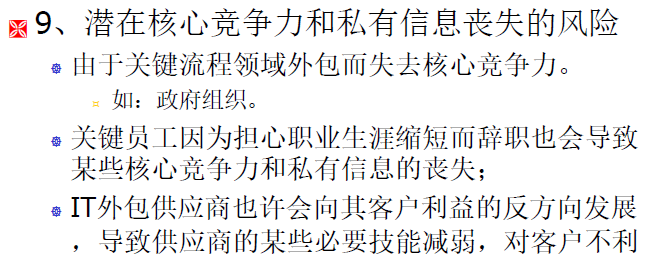 9、潜在核心竞争力和私有信息丧失的风险
由于关键流程领域外包而失去核心竞争力。
如：政府组织。
关键员工因为担心职业生涯缩短而辞职也会导致
某些核心竞争力和私有信息的丧失；
IT外包供应商也许会向其客户利益的反方向发展
，导致供应商的某些必要技能减弱，对客户不利